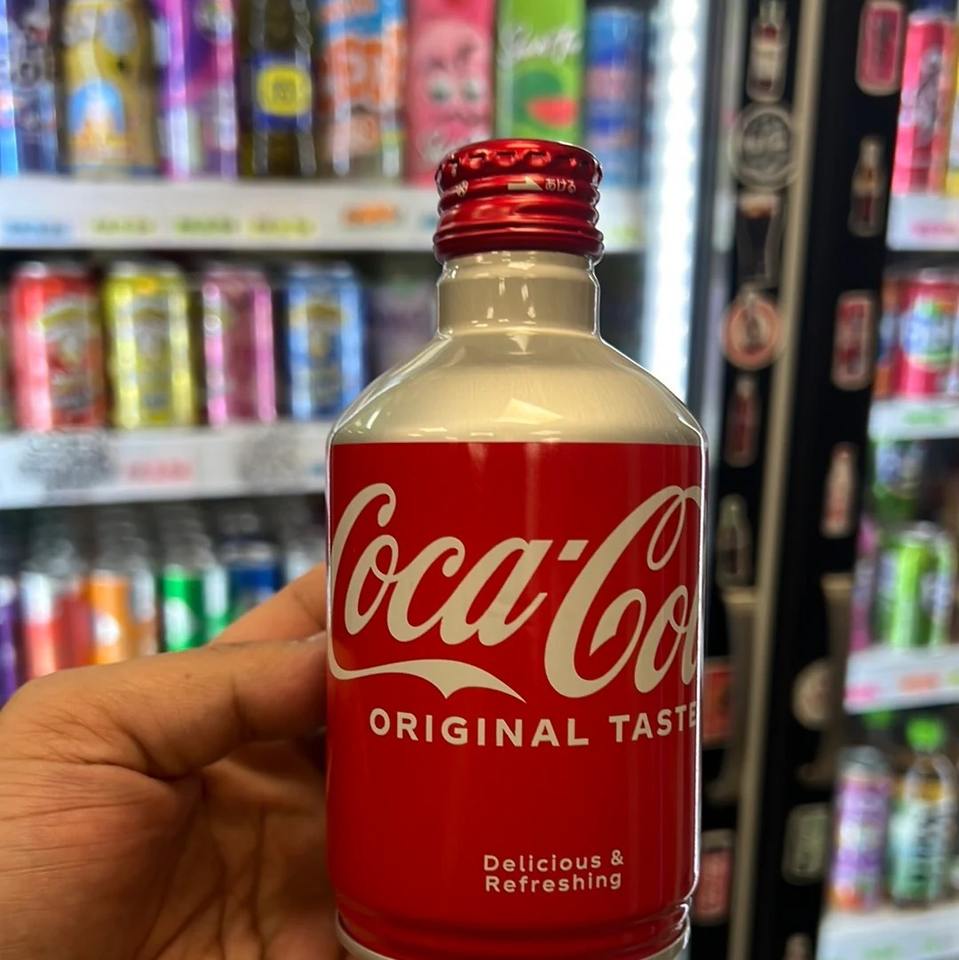 あける
Coca-Col
ORIGINAL TASTE
Delicious &
Refreshing